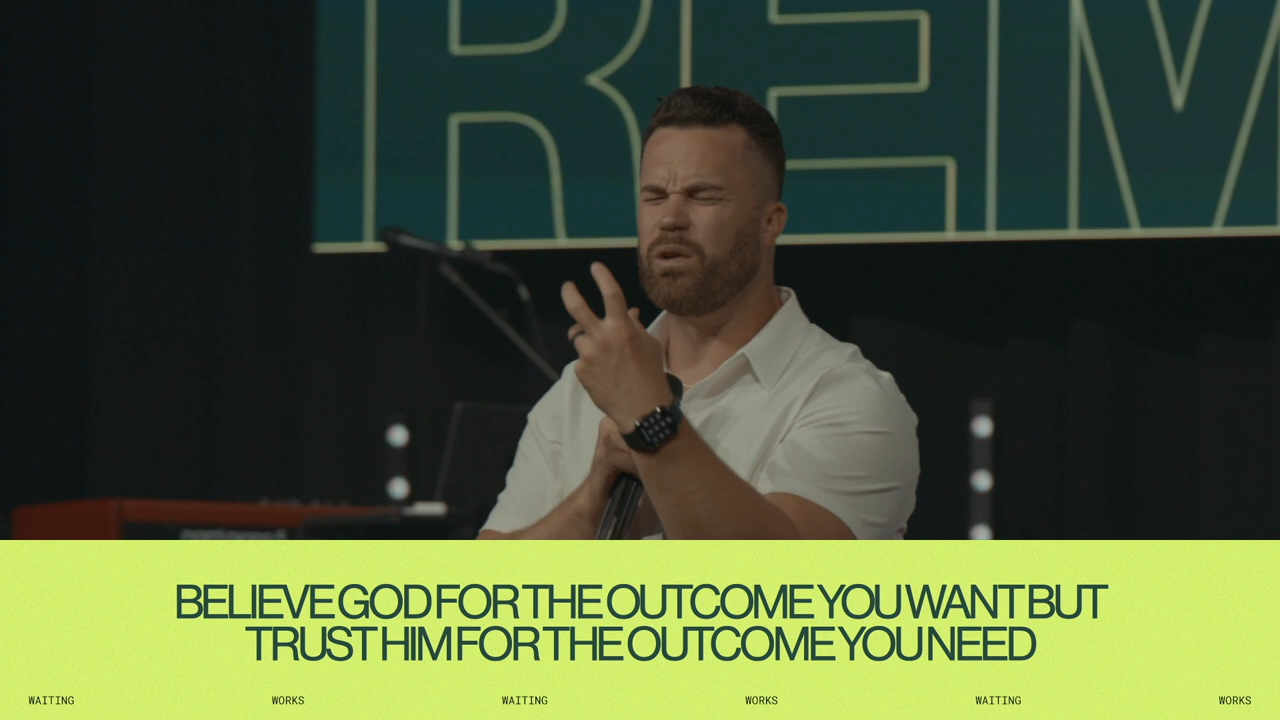 REM
BELIEVE GOD FOR THE OUTCOME YOU WANT BUT
TRUST HIM FOR THE OUTCOME YOU NEED
WAITING WORKS WAITING WORKS WAITING WORKS